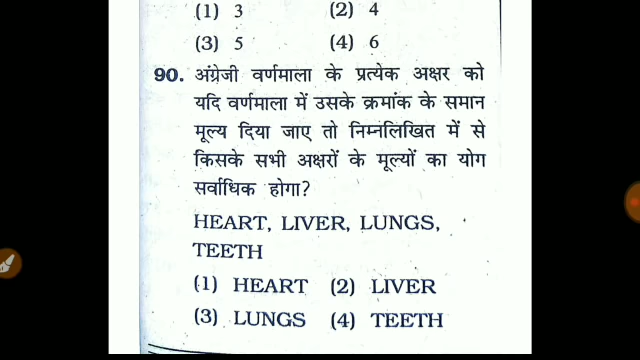 (1) 3 (2) 4
(3) 5 (4) 6
90. अंग्रेजी वर्णमाला के प्रत्येक अक्षर को
यदि वर्णमाला में उसके क्रमांक के समान
मूल्य दिया जाए तो निम्नलिखित में से
किसके सभी अक्षरों के मूल्यों का योग
सर्वाधिक होगा?
HEART, LIVER, LUNGS,
TEETH
(1) HEART (2) LIVER
(3) LUNGS (4) TEETH